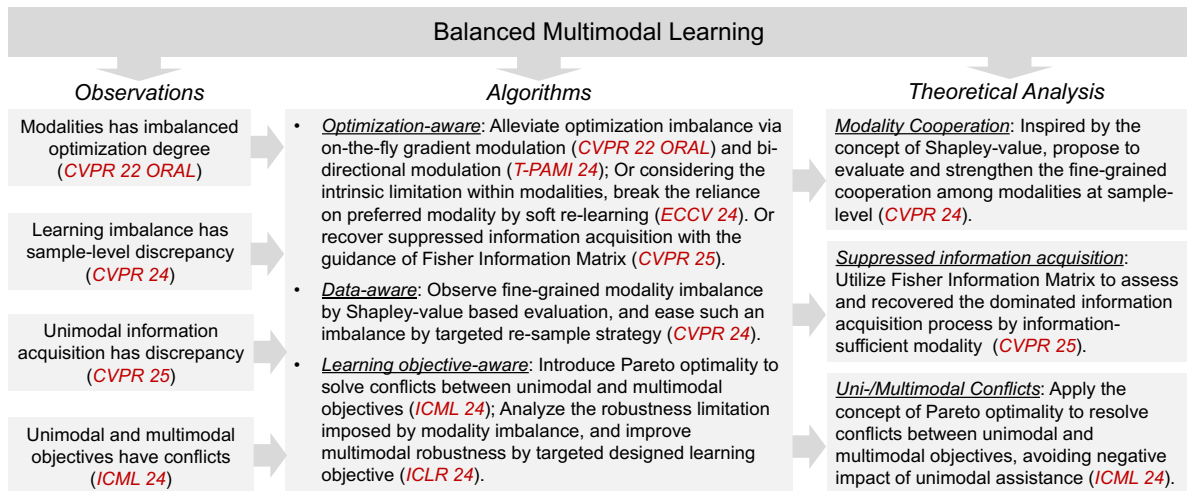 Balanced Multimodal Learning
Observations
Modalities has imbalanced
optimization degree
(CVPR 22 ORAL)
Learning imbalance has
sample-level discrepancy
(CVPR 24)
Unimodal information
acquisition has discrepancy
(CVPR 25)
Unimodal and multimodal
objectives have conflicts
(ICML 24)
Algorithms
• Optimization-aware: Alleviate optimization imbalance via
on-the-fly gradient modulation (CVPR 22 ORAL) and bi-
directional modulation (T-PAMI 24); Or considering the
intrinsic limitation within modalities, break the reliance
on preferred modality by soft re-learning (ECCV 24). Or
recover suppressed information acquisition with the
guidance of Fisher Information Matrix (CVPR 25).
• Data-aware: Observe fine-grained modality imbalance
by Shapley-value based evaluation, and ease such an
imbalance by targeted re-sample strategy (CVPR 24).
• Learning objective-aware: Introduce Pareto optimality to
solve conflicts between unimodal and multimodal
objectives (ICML 24); Analyze the robustness limitation
imposed by modality imbalance, and improve
multimodal robustness by targeted designed learning
objective (ICLR 24).
Theoretical Analysis
Modality Cooperation: Inspired by the
concept of Shapley-value, propose to
evaluate and strengthen the fine-grained
cooperation among modalities at sample-
level (CVPR 24).
Suppressed information acquisition:
Utilize Fisher Information Matrix to assess
and recovered the dominated information
acquisition process by information-
sufficient modality (CVPR 25).
Uni-/Multimodal Conflicts: Apply the
concept of Pareto optimality to resolve
conflicts between unimodal and
multimodal objectives, avoiding negative
impact of unimodal assistance (ICML 24).